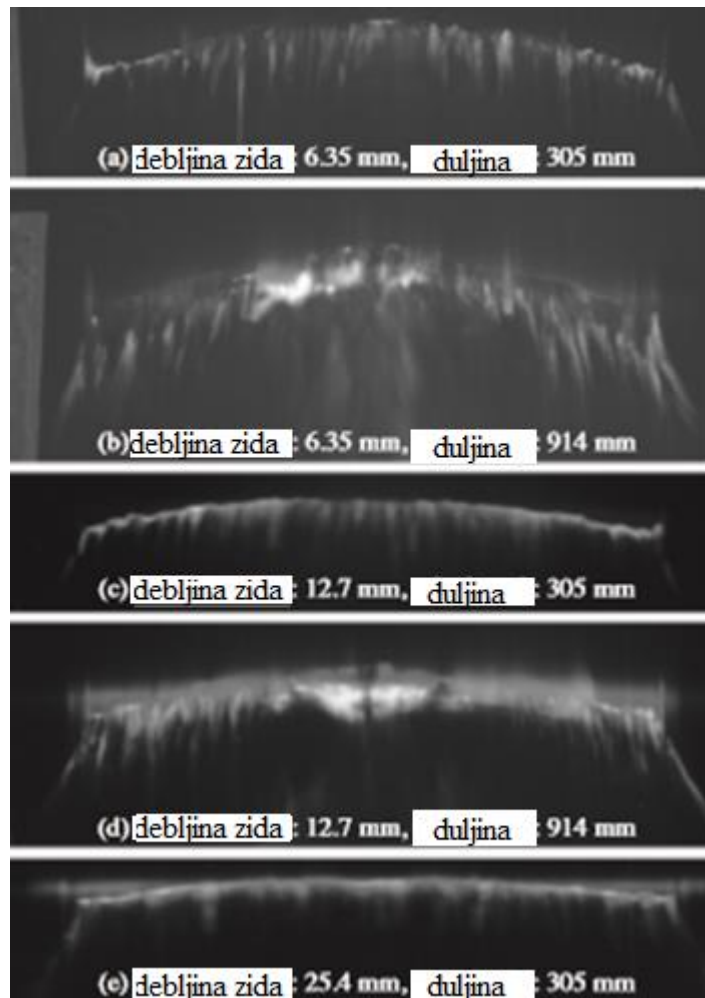 (a) debljina zida : 6.35 mm, duljina : 305 mm
(b) debljina zida : 6.35 mm, duljina : 914 mm
(c) debljina zida : 12.7 mm, duljina : 305 mm
(d) debljina zida : 12.7 mm, duljina : 914 mm
(e) debljina zida : 25.4 mm, duljina : 305 mm